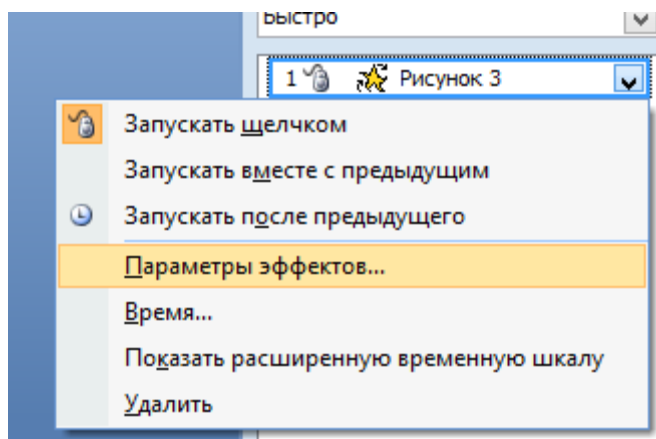 Быстро
1 Рисунок 3
Запускать щелчком
Запускать вместе с предыдущим
Запускать после предыдущего
Параметры эффектов...
Время...
Показать расширенную временную шкалу
Удалить